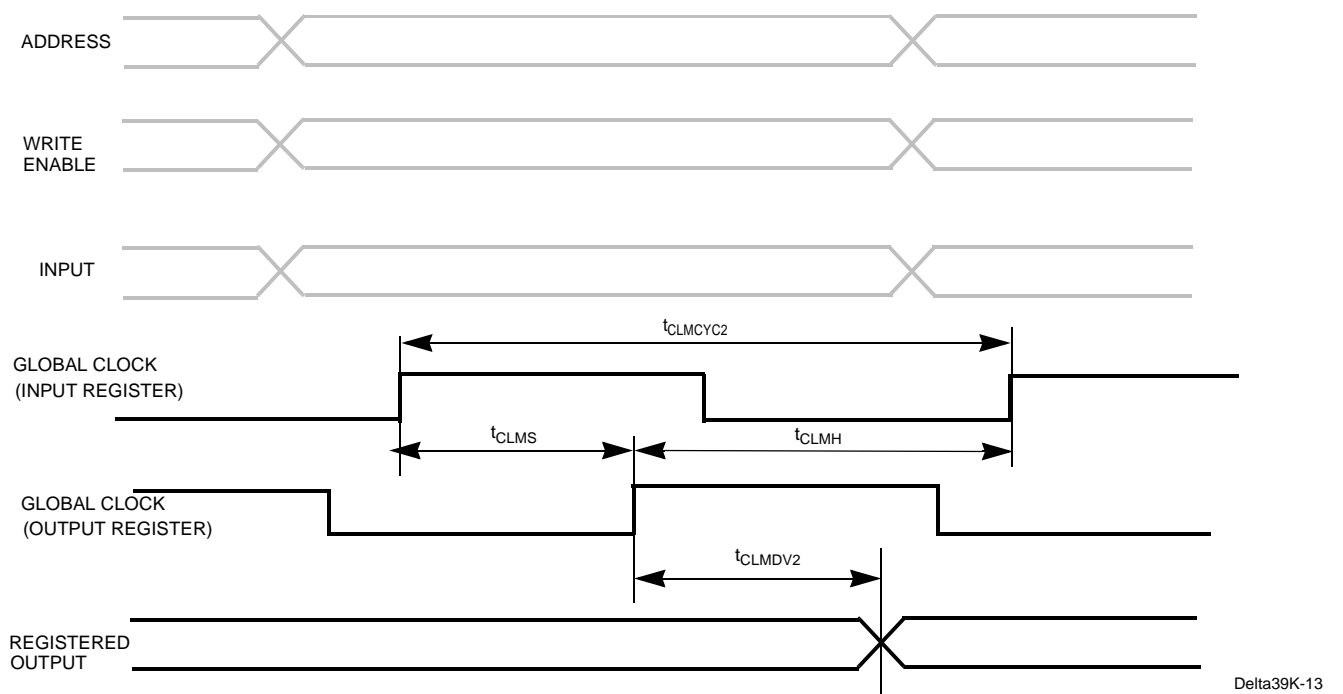 ADDRESS
WRITE
ENABLE
INPUT
tCLMCYC2
GLOBAL CLOCK
(INPUT REGISTER)
tCLMS
tCLMH
GLOBAL CLOCK
(OUTPUT REGISTER)
tCLMDV2
REGISTERED
OUTPUT
Delta39K-13